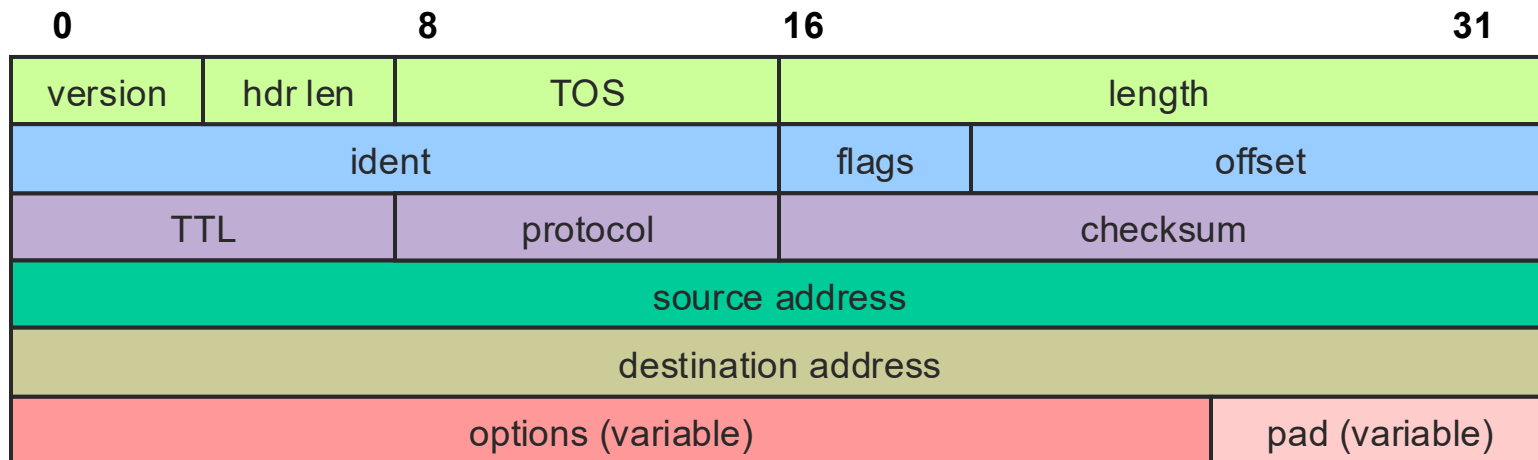 0 8 16 31
version hdr len TOS length
ident flags offset
TTL protocol checksum
source address
destination address
options (variable) pad (variable)